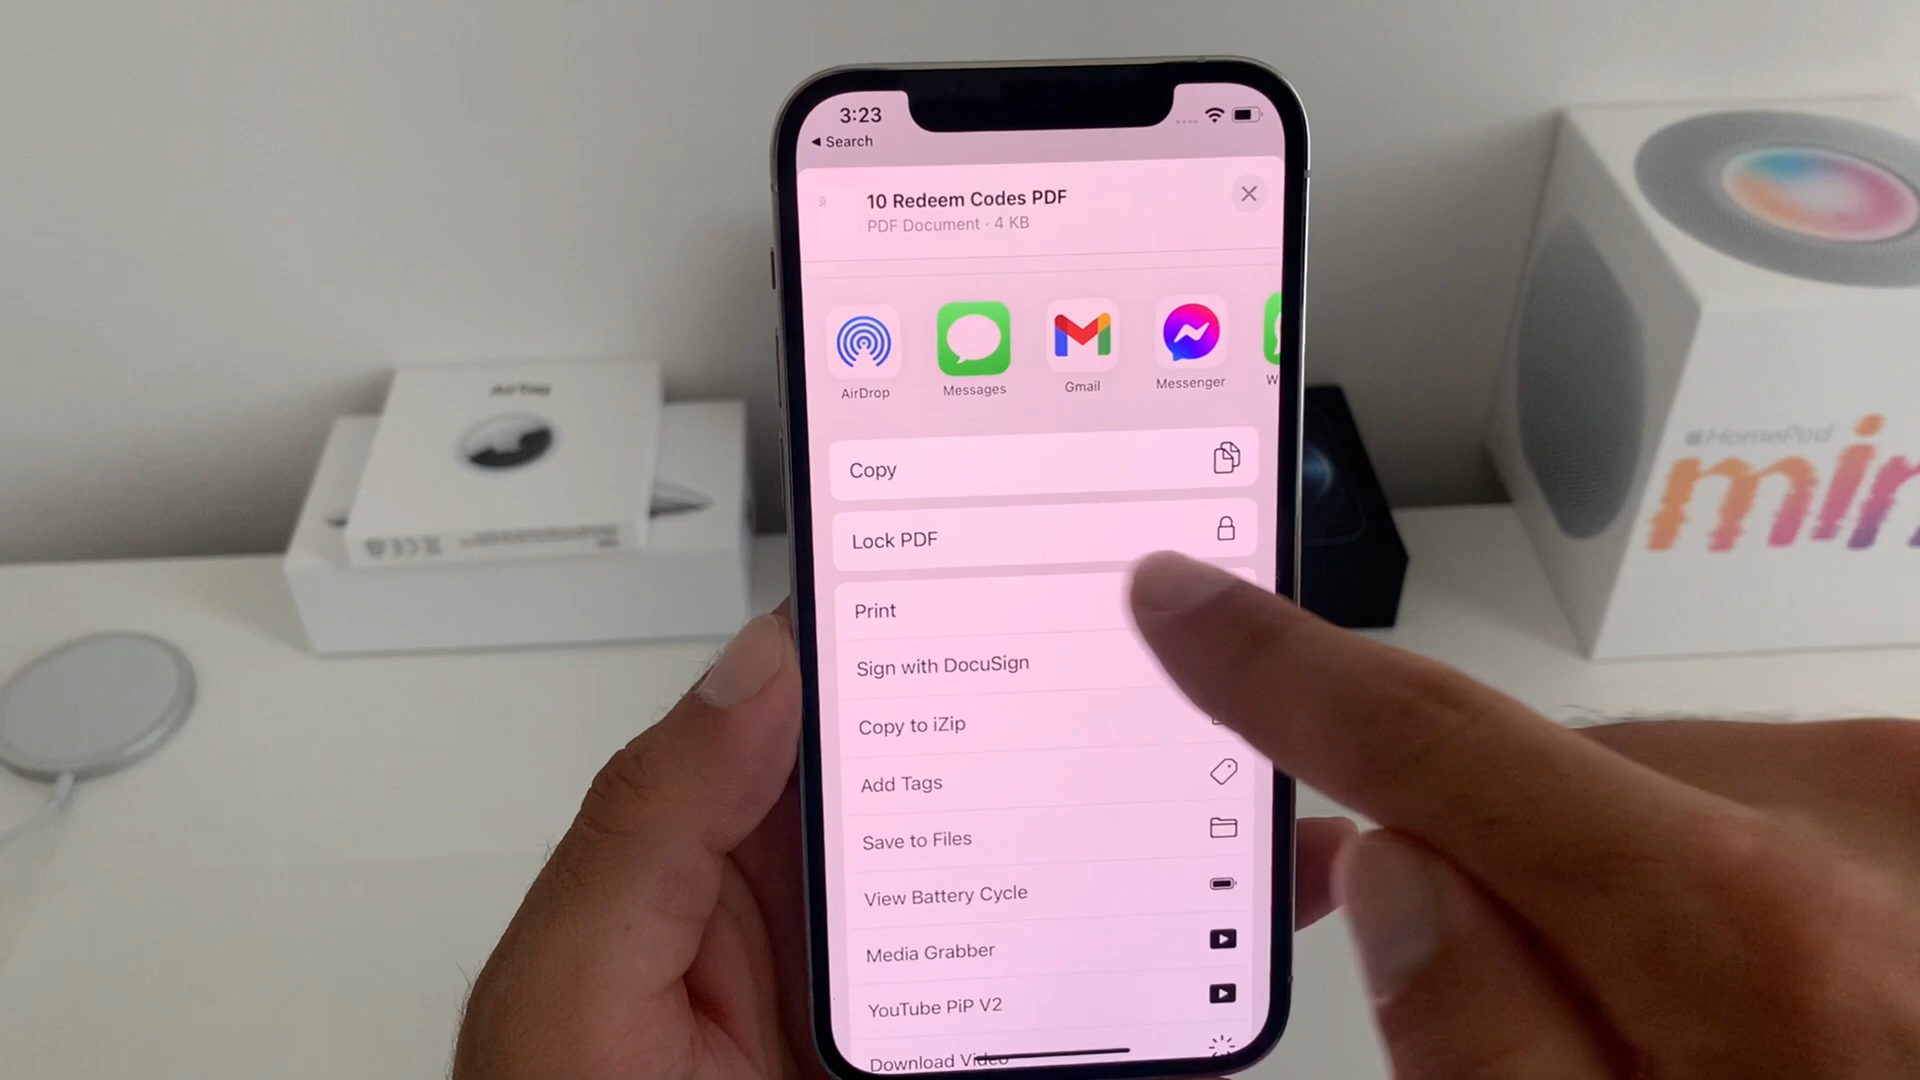 3:23
◀ Search
10 Redeem Codes PDF
PDF Document · 4 KB
AirDrop
Messages
Gmail
Messenger
W
Copy
Lock PDF
Print
Sign with DocuSign
Copy to iZip
Add Tags
Save to Files
View Battery Cycle
Media Grabber
YouTube PiP V2
Download Video
AirTag
HomePod
min